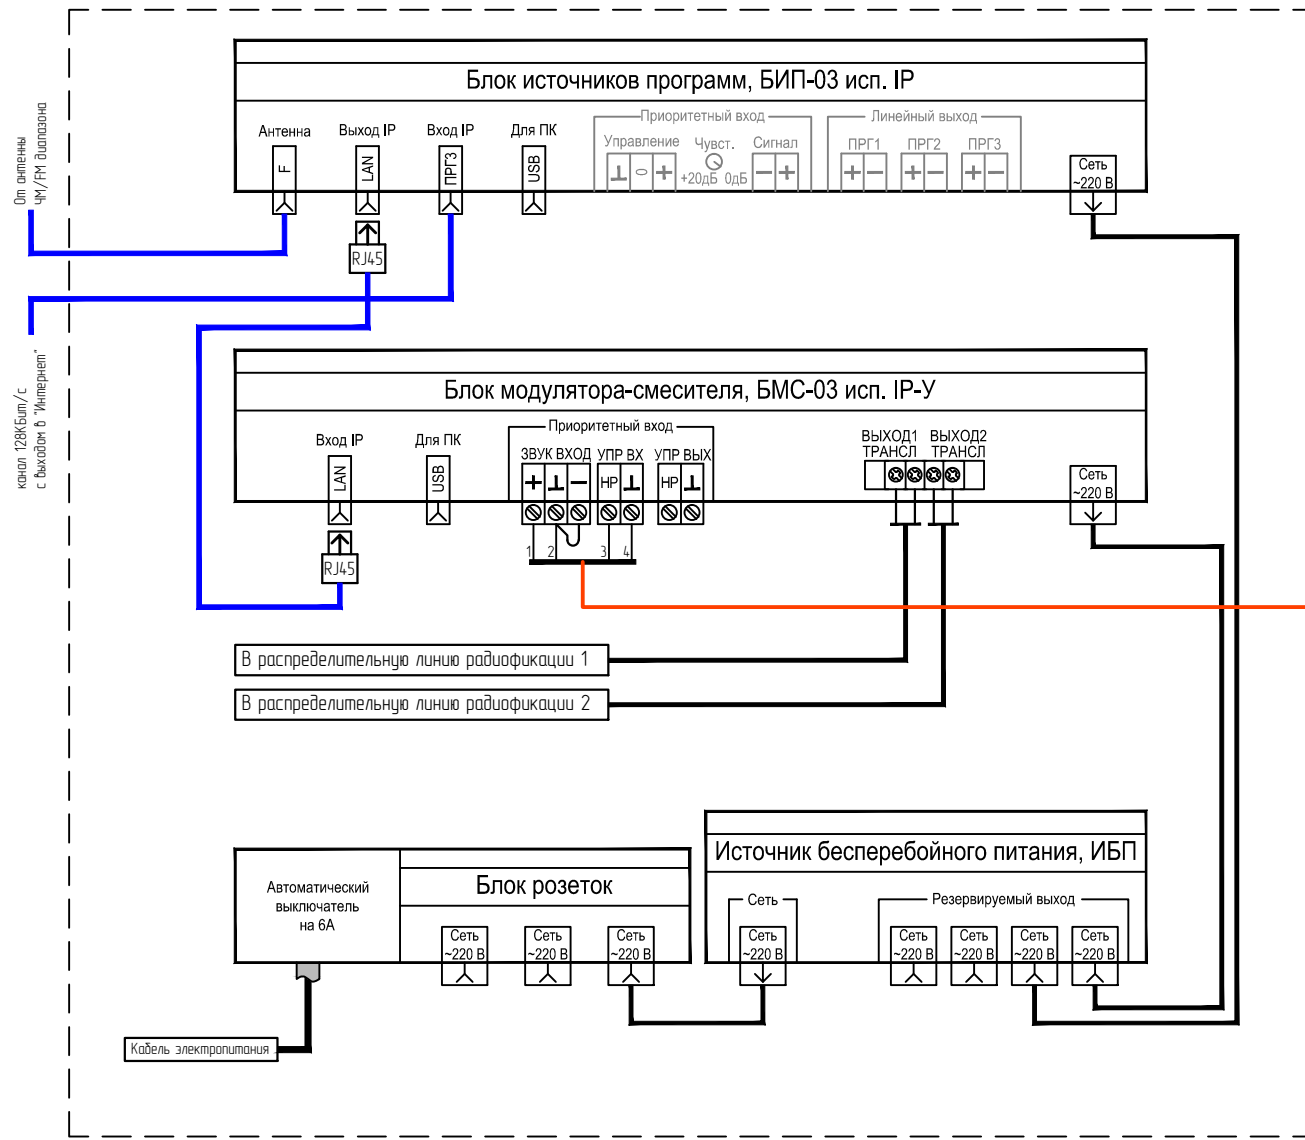 От антенны
ЧМ/FM диапазона
Блок источников программ, БИП-03 исп. IP
Антенна
Выход IP
Вход IP
Для ПК
Приоритетный вход
Линейный выход
Управление
Чувст.
Сигнал
ПРГ1
ПРГ2
ПРГ3
F
LAN
ПРГ3
USB
⊥ 0 +
+20дБ 0дБ
− +
+ −
+ −
+ −
Сеть
~220 В
RJ45
канал 128КБит/с
с выходом в "Интернет"
Блок модулятора-смесителя, БМС-03 исп. IP-У
Вход IP
Для ПК
Приоритетный вход
ЗВУК ВХОД
УПР ВХ
УПР ВЫХ
ВЫХОД1
ТРАНСЛ
ВЫХОД2
ТРАНСЛ
LAN
USB
+ ⊥ −
НР ⊥
НР ⊥
Сеть
~220 В
1 2 3 4
RJ45
В распределительную линию радиофикации 1
В распределительную линию радиофикации 2
Автоматический
выключатель
на 6А
Блок розеток
Сеть
~220 В
Сеть
~220 В
Сеть
~220 В
Источник бесперебойного питания, ИБП
Сеть
Сеть
~220 В
Резервируемый выход
Сеть
~220 В
Сеть
~220 В
Сеть
~220 В
Сеть
~220 В
Кабель электропитания